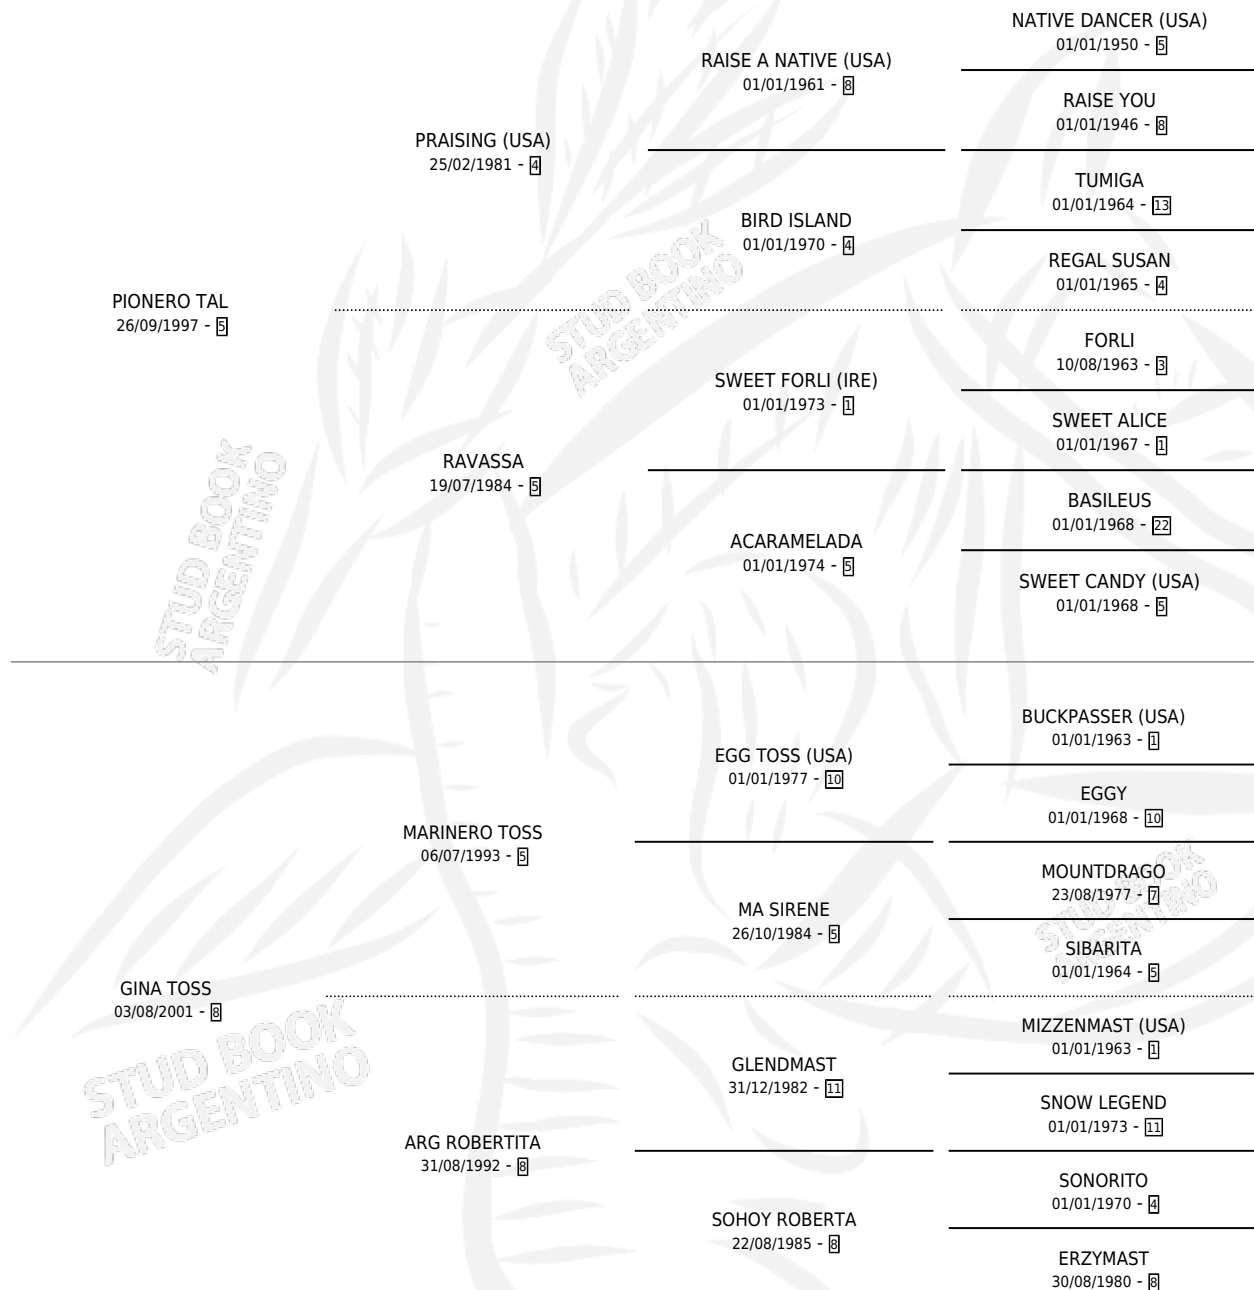 NATIVE DANCER (USA)
01/01/1950 - 5
RAISE A NATIVE (USA)
01/01/1961 - 8
RAISE YOU
01/01/1946 - 8
PRAISING (USA)
25/02/1981 - 4
TUMIGA
01/01/1964 - 13
BIRD ISLAND
01/01/1970 - 4
REGAL SUSAN
01/01/1965 - 4
PIONERO TAL
26/09/1997 - 5
FORLI
10/08/1963 - 3
SWEET FORLI (IRE)
01/01/1973 - 1
SWEET ALICE
01/01/1967 - 1
RAVASSA
19/07/1984 - 5
BASILEUS
01/01/1968 - 22
ACARAMELADA
01/01/1974 - 5
SWEET CANDY (USA)
01/01/1968 - 5
STUD BOOK
ARGENTINO
STUD BOOK
ARGENTINO
BUCKPASSER (USA)
01/01/1963 - 1
EGG TOSS (USA)
01/01/1977 - 10
EGGY
01/01/1968 - 10
MARINERO TOSS
06/07/1993 - 5
MOUNTDRAGO
23/08/1977 - 7
MA SIRENE
26/10/1984 - 5
SIBARITA
01/01/1964 - 5
GINA TOSS
03/08/2001 - 8
MIZZENMAST (USA)
01/01/1963 - 1
GLENDMAST
31/12/1982 - 11
SNOW LEGEND
01/01/1973 - 11
ARG ROBERTITA
31/08/1992 - 8
SONORITO
01/01/1970 - 4
SOHOY ROBERTA
22/08/1985 - 8
ERZYMAST
30/08/1980 - 8
STUD BOOK
ARGENTINO
STUD BOOK
ARGENTINO